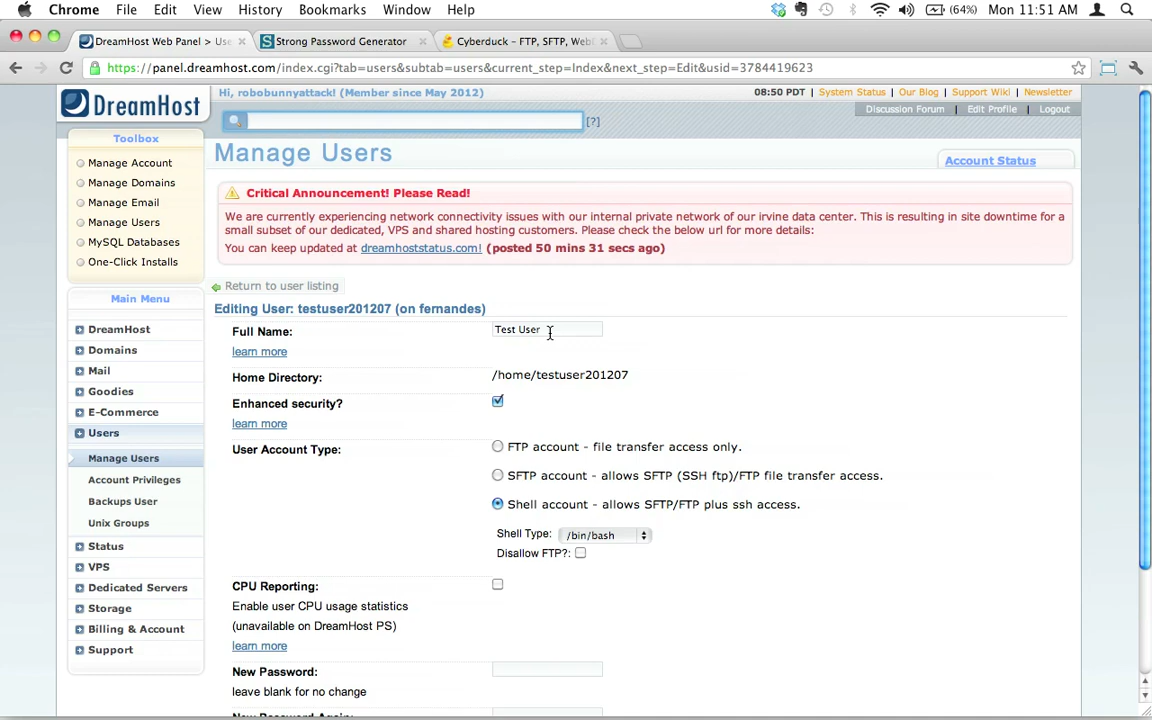 Chrome File Edit View History Bookmarks Window Help (64%) Mon 11:51 AM
DreamHost Web Panel > Use Strong Password Generator Cyberduck – FTP, SFTP, WebD
https://panel.dreamhost.com/index.cgi?tab=users&subtab=users&current_step=Index&next_step=Edit&usid=3784419623
DreamHost
Hi, robobunnyattack! (Member since May 2012)
08:50 PDT | System Status | Our Blog | Support Wiki | Newsletter
Discussion Forum | Edit Profile | Logout
[?]
Toolbox
Manage Account
Manage Domains
Manage Email
Manage Users
MySQL Databases
One-Click Installs
Main Menu
DreamHost
Domains
Mail
Goodies
E-Commerce
Users
Manage Users
Account Privileges
Backups User
Unix Groups
Status
VPS
Dedicated Servers
Storage
Billing & Account
Support
Manage Users
Account Status
Critical Announcement! Please Read!
We are currently experiencing network connectivity issues with our internal private network of our irvine data center. This is resulting in site downtime for a
small subset of our dedicated, VPS and shared hosting customers. Please check the below url for more details:
You can keep updated at dreamhoststatus.com! (posted 50 mins 31 secs ago)
Return to user listing
Editing User: testuser201207 (on fernandes)
Full Name: Test User
learn more
Home Directory: /home/testuser201207
Enhanced security?
learn more
User Account Type: FTP account - file transfer access only.
SFTP account - allows SFTP (SSH ftp)/FTP file transfer access.
Shell account - allows SFTP/FTP plus ssh access.
Shell Type: /bin/bash
Disallow FTP?:
CPU Reporting:
Enable user CPU usage statistics
(unavailable on DreamHost PS)
learn more
New Password:
leave blank for no change
New Password Again: